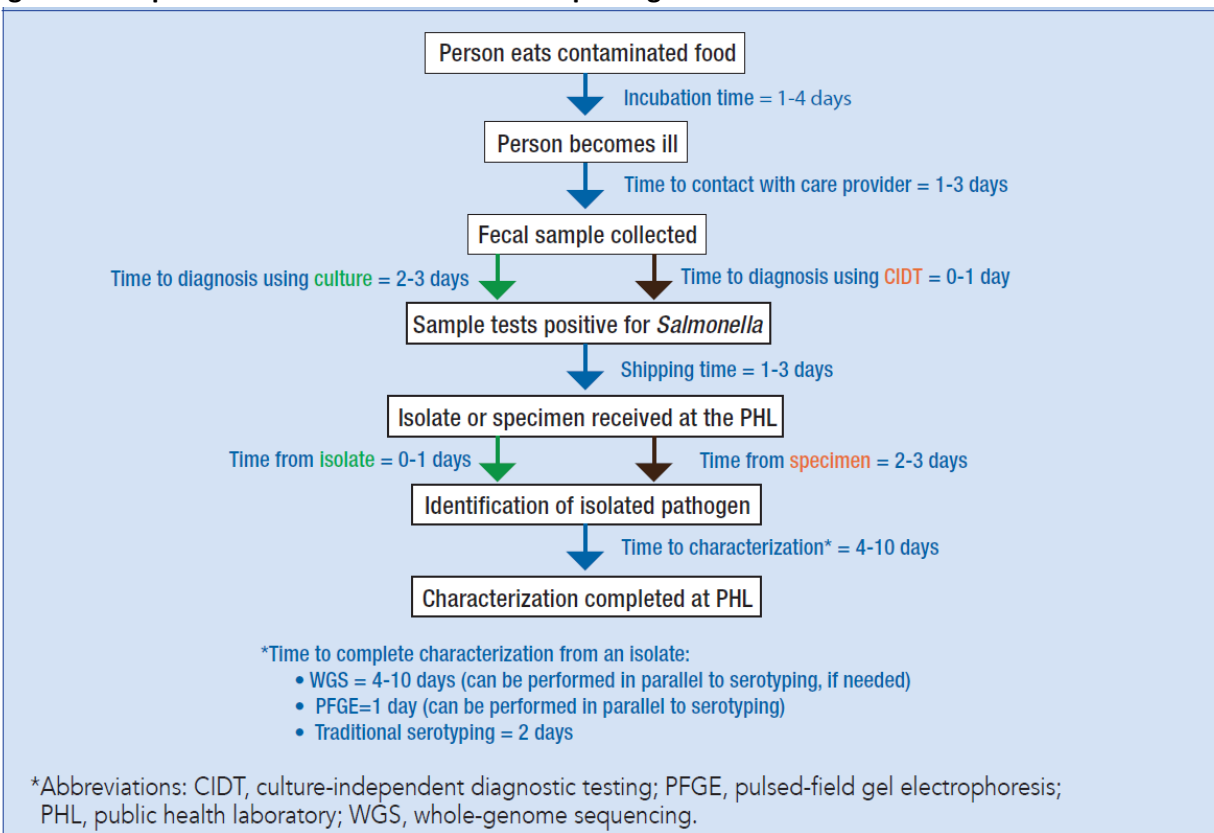 Person eats contaminated food
Incubation time = 1-4 days
Person becomes ill
Time to contact with care provider = 1-3 days
Fecal sample collected
Time to diagnosis using culture = 2-3 days
Time to diagnosis using CIDT = 0-1 day
Sample tests positive for Salmonella
Shipping time = 1-3 days
Isolate or specimen received at the PHL
Time from isolate = 0-1 days
Time from specimen = 2-3 days
Identification of isolated pathogen
Time to characterization* = 4-10 days
Characterization completed at PHL
*Time to complete characterization from an isolate:
• WGS = 4-10 days (can be performed in parallel to serotyping, if needed)
• PFGE=1 day (can be performed in parallel to serotyping)
• Traditional serotyping = 2 days
*Abbreviations: CIDT, culture-independent diagnostic testing; PFGE, pulsed-field gel electrophoresis;
PHL, public health laboratory; WGS, whole-genome sequencing.